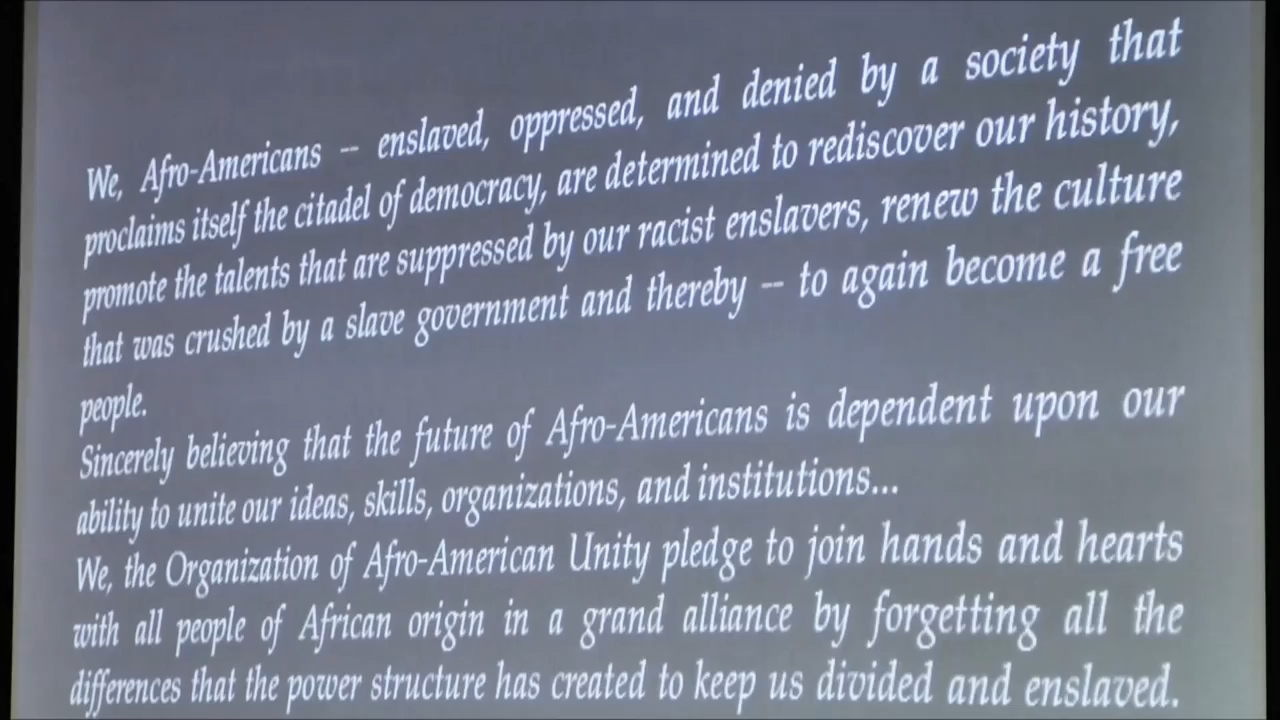 We, Afro-Americans -- enslaved, oppressed, and denied by a society that
proclaims itself the citadel of democracy, are determined to rediscover our history,
promote the talents that are suppressed by our racist enslavers, renew the culture
that was crushed by a slave government and thereby -- to again become a free
people.
Sincerely believing that the future of Afro-Americans is dependent upon our
ability to unite our ideas, skills, organizations, and institutions...
We, the Organization of Afro-American Unity pledge to join hands and hearts
with all people of African origin in a grand alliance by forgetting all the
differences that the power structure has created to keep us divided and enslaved.